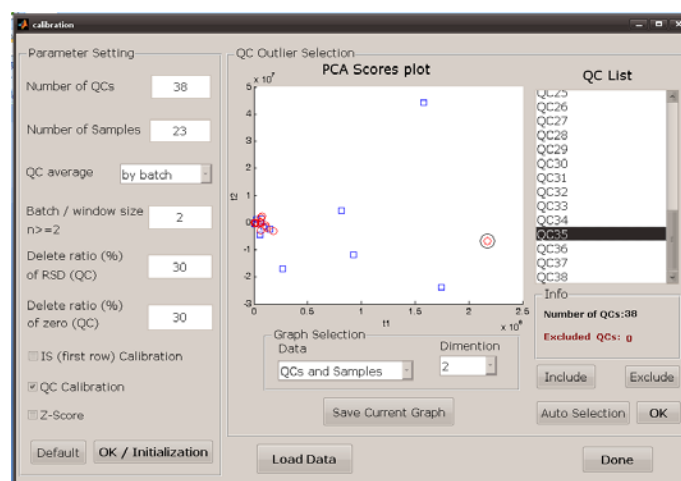 calibration
Parameter Setting
Number of QCs 38
Number of Samples 23
QC average by batch
Batch / window size 2
n>=2
Delete ratio (%) 30
of RSD (QC)
Delete ratio (%) 30
of zero (QC)
IS (first row) Calibration
QC Calibration
Z-Score
Default OK / Initialization
QC Outlier Selection
PCA Scores plot
x 10^7
5
4
3
2
1
0
-1
-2
-3
t2
0 0.5 1 1.5 2 2.5
t1
x 10^6
Graph Selection
Data Dimention
QCs and Samples 2
Save Current Graph
Load Data
QC List
QC25
QC26
QC27
QC28
QC29
QC30
QC31
QC32
QC33
QC34
QC35
QC36
QC37
QC38
Info
Number of QCs:38
Excluded QCs:
Include Exclude
Auto Selection OK
Done